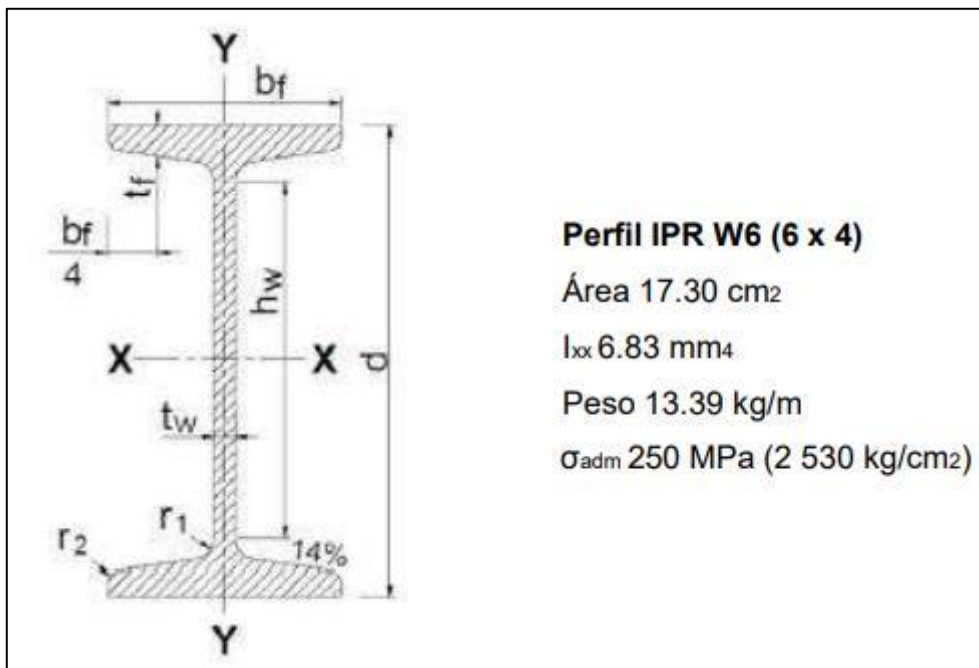 Y
bf
tf
bf
4
hw
X X
d
tw
r1
r2
14%
Y
Perfil IPR W6 (6 x 4)
Área 17.30 cm2
Ixx 6.83 mm4
Peso 13.39 kg/m
σadm 250 MPa (2 530 kg/cm2)